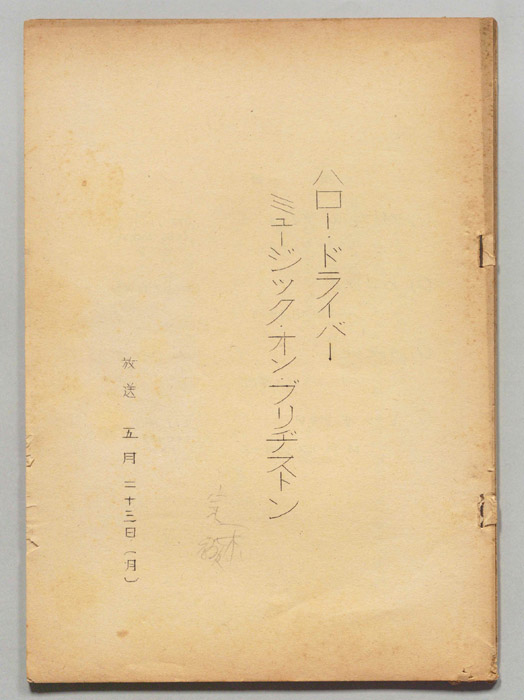 ハロー・ドライバー
ミュージック・オン・ブリヂストン
放送 五月二十三日(月)